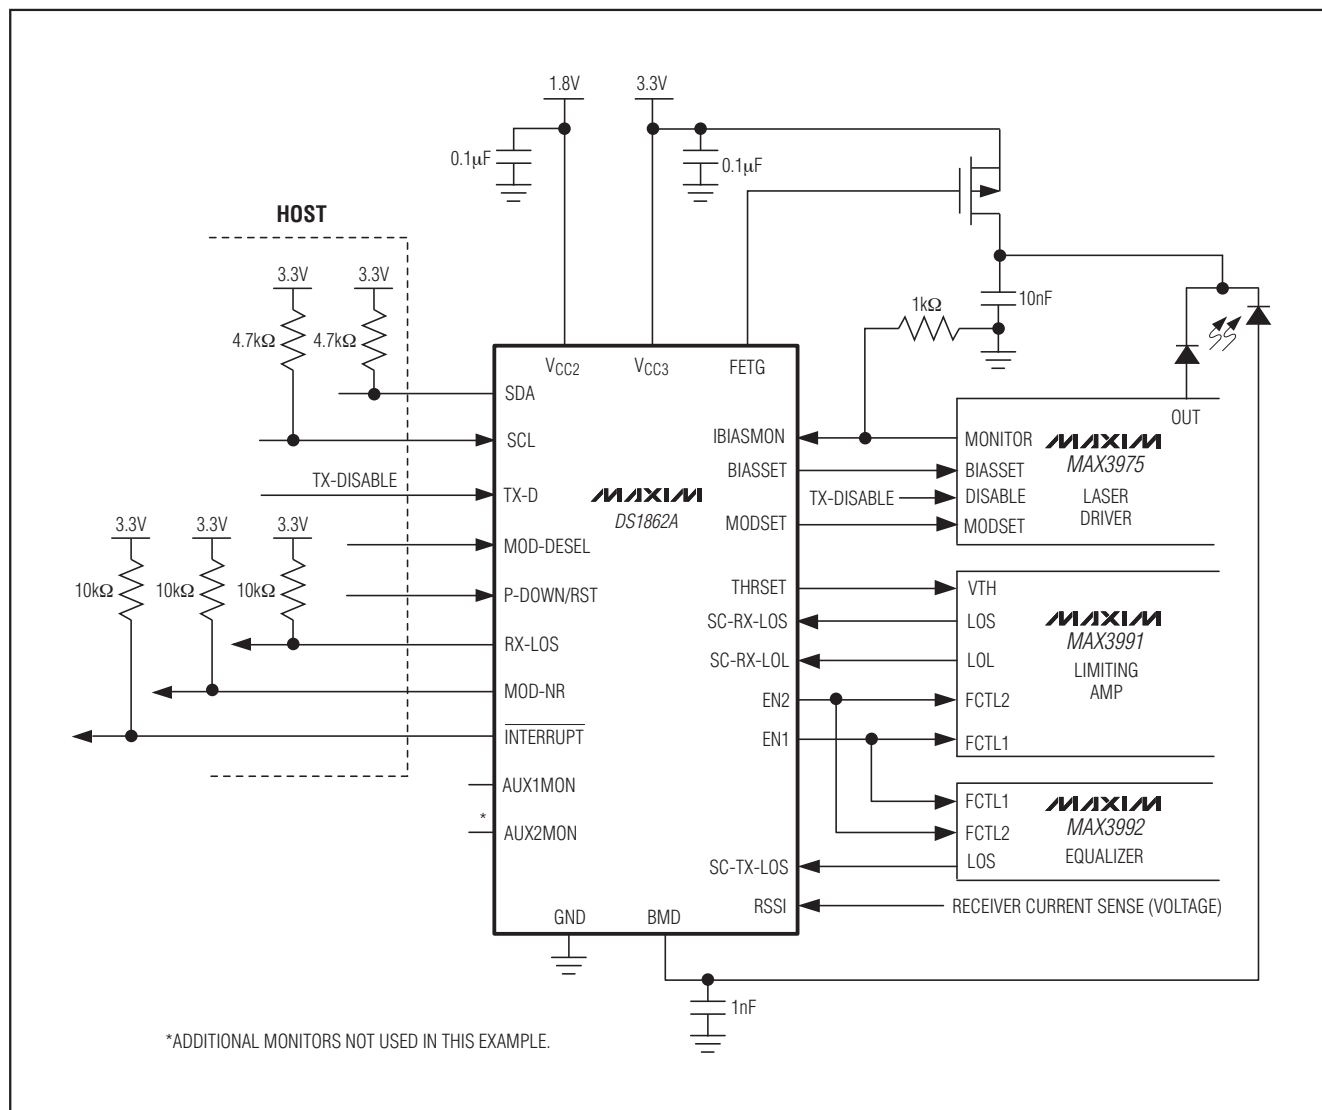 1.8V
3.3V
0.1µF
0.1µF
HOST
3.3V
3.3V
4.7kΩ
4.7kΩ
1kΩ
10nF
VCC2
VCC3
FETG
SDA
SCL
TX-DISABLE
TX-D
MOD-DESEL
P-DOWN/RST
3.3V
3.3V
3.3V
10kΩ
10kΩ
10kΩ
RX-LOS
MOD-NR
INTERRUPT
AUX1MON
*
AUX2MON
MAXIM
DS1862A
IBIASMON
BIASSET
MODSET
THRSET
SC-RX-LOS
SC-RX-LOL
EN2
EN1
SC-TX-LOS
RSSI
GND
BMD
OUT
MONITOR
BIASSET
TX-DISABLE
DISABLE
MODSET
MAXIM
MAX3975
LASER
DRIVER
VTH
LOS
LOL
FCTL2
FCTL1
MAXIM
MAX3991
LIMITING
AMP
FCTL1
FCTL2
LOS
MAXIM
MAX3992
EQUALIZER
RECEIVER CURRENT SENSE (VOLTAGE)
1nF
*ADDITIONAL MONITORS NOT USED IN THIS EXAMPLE.